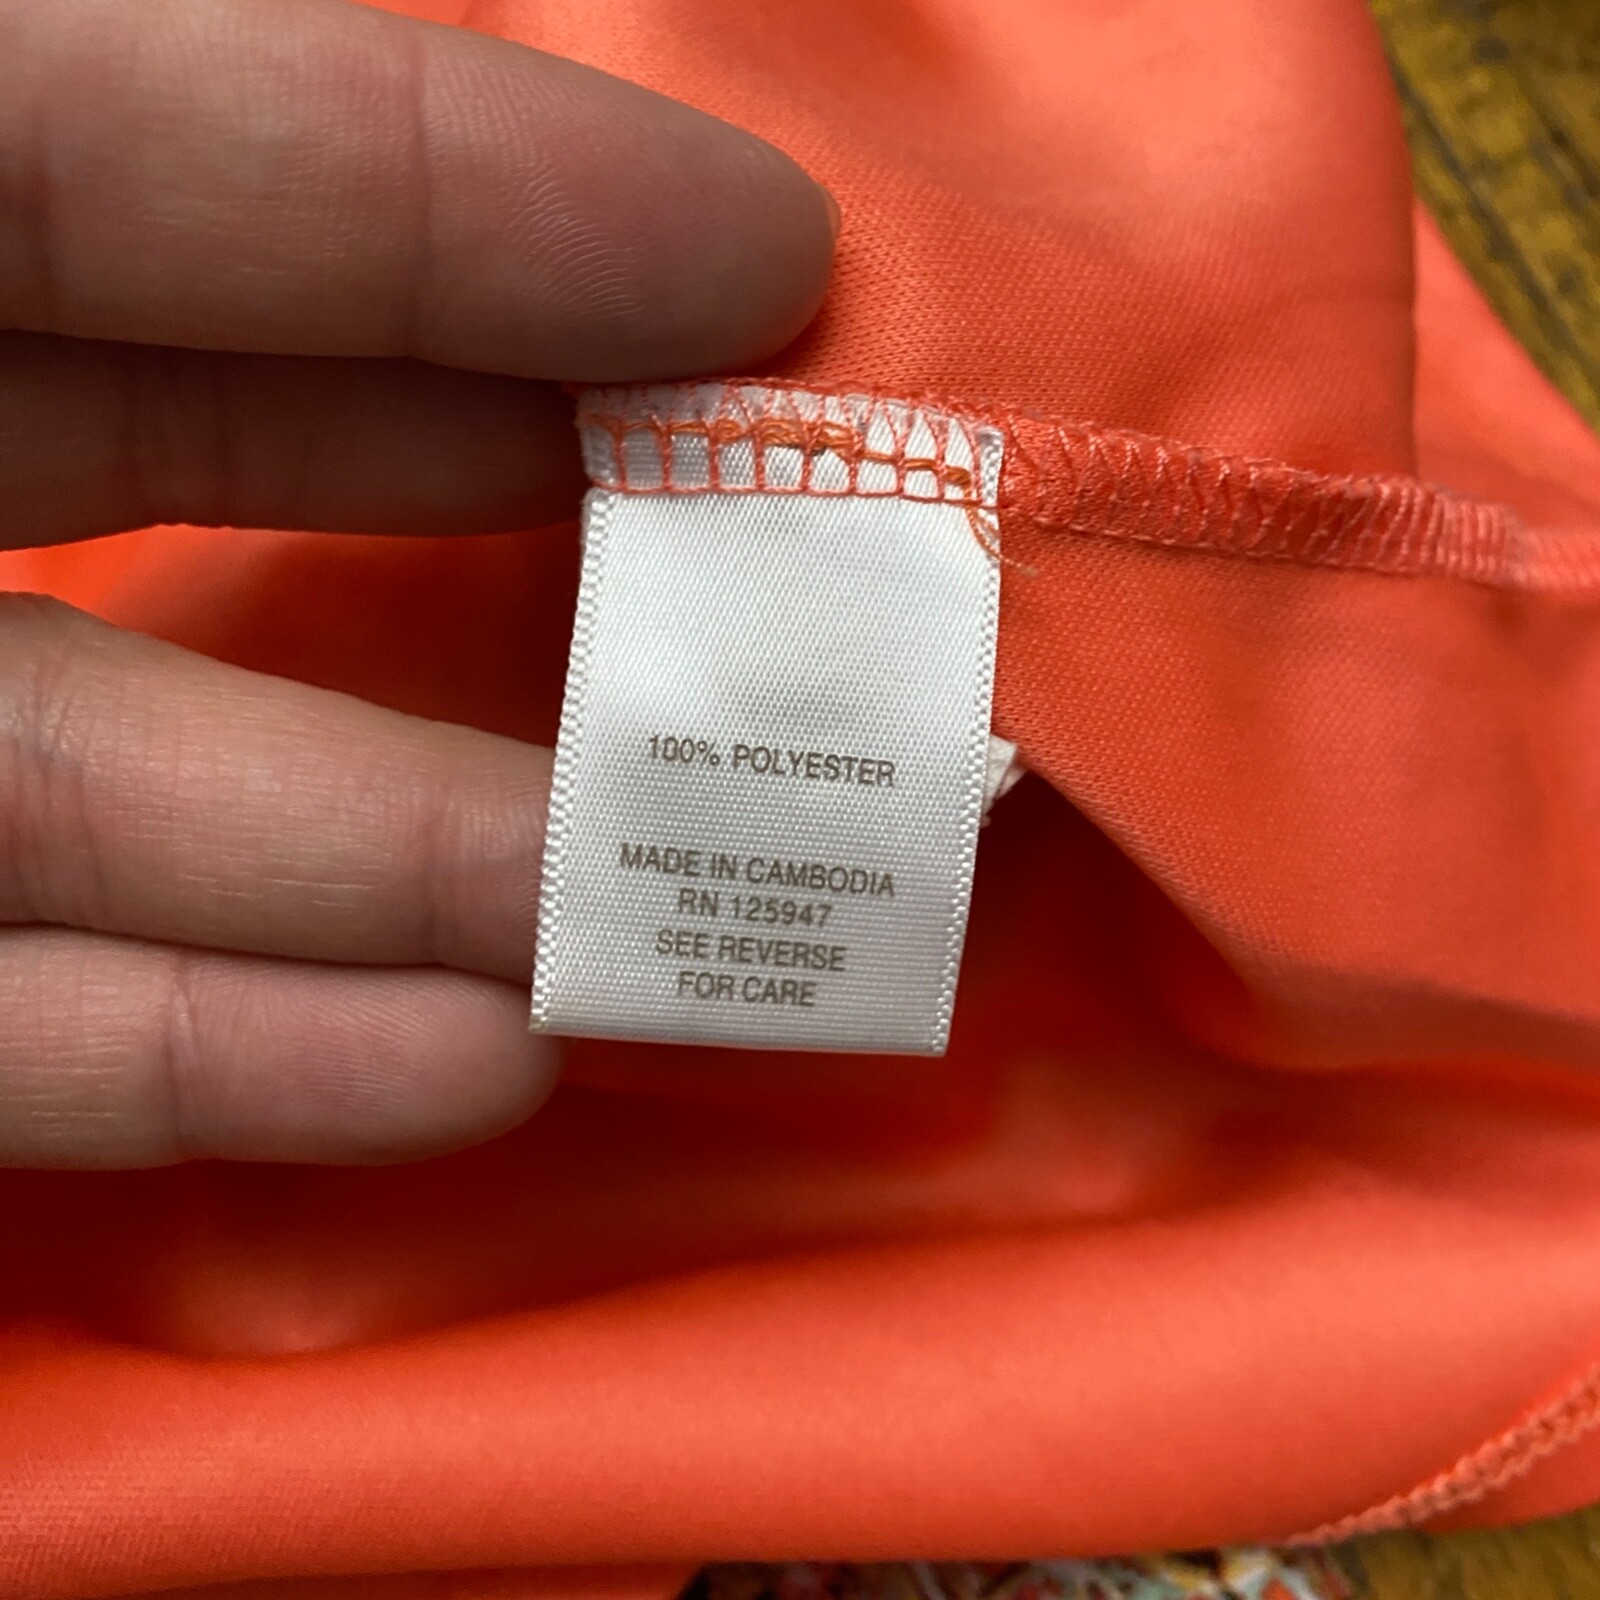 100% POLYESTER
MADE IN CAMBODIA
RN 125947
SEE REVERSE
FOR CARE